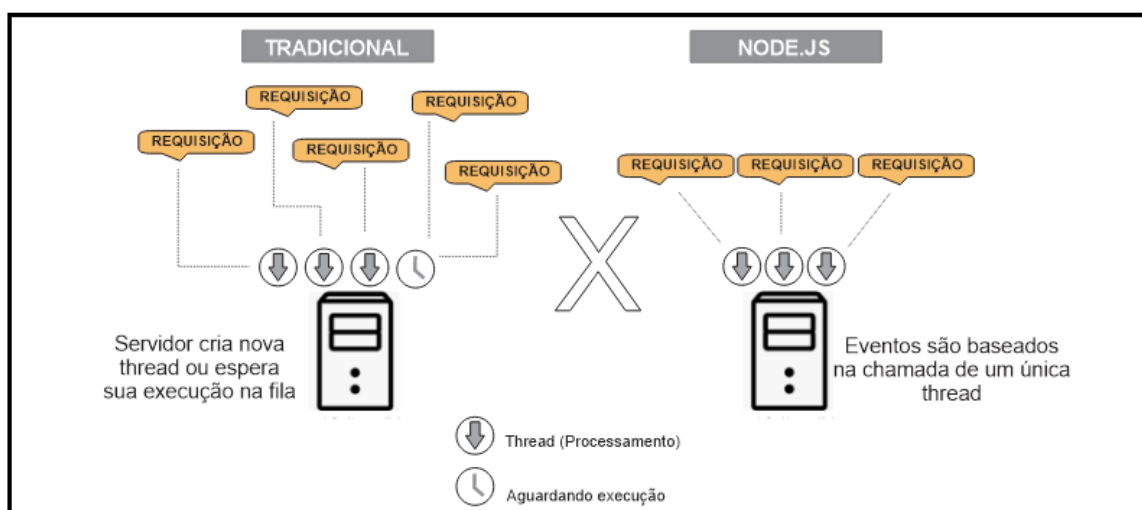 TRADICIONAL
NODE.JS
REQUISIÇÃO
REQUISIÇÃO
REQUISIÇÃO
REQUISIÇÃO
REQUISIÇÃO
REQUISIÇÃO
REQUISIÇÃO
REQUISIÇÃO
X
Servidor cria nova
thread ou espera
sua execução na fila
Eventos são baseados
na chamada de um única
thread
Thread (Processamento)
Aguardando execução